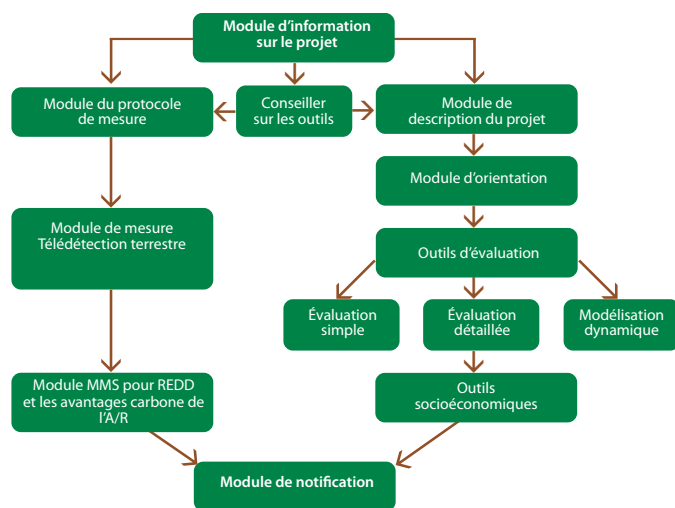 Module d'information
sur le projet
Module du protocole
de mesure
Conseiller
sur les outils
Module de
description du projet
Module d'orientation
Module de mesure
Télédétection terrestre
Outils d'évaluation
Évaluation
simple
Évaluation
détaillée
Modélisation
dynamique
Module MMS pour REDD
et les avantages carbone de
l'A/R
Outils
socioéconomiques
Module de notification